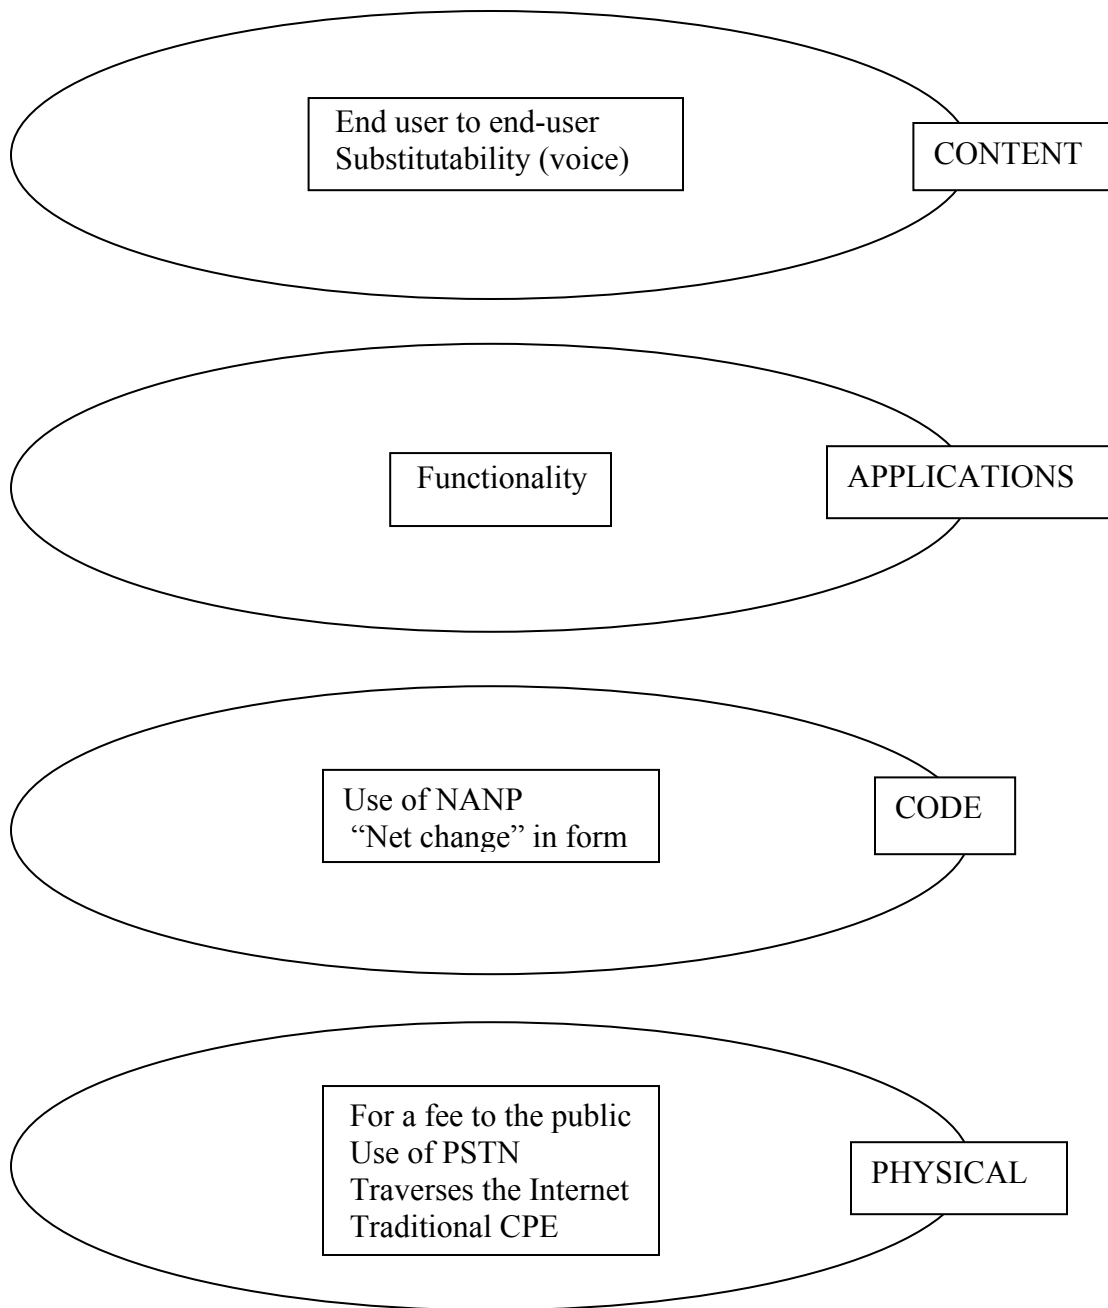 End user to end-user
Substitutability (voice)
CONTENT
Functionality
APPLICATIONS
Use of NANP
“Net change” in form
CODE
For a fee to the public
Use of PSTN
Traverses the Internet
Traditional CPE
PHYSICAL